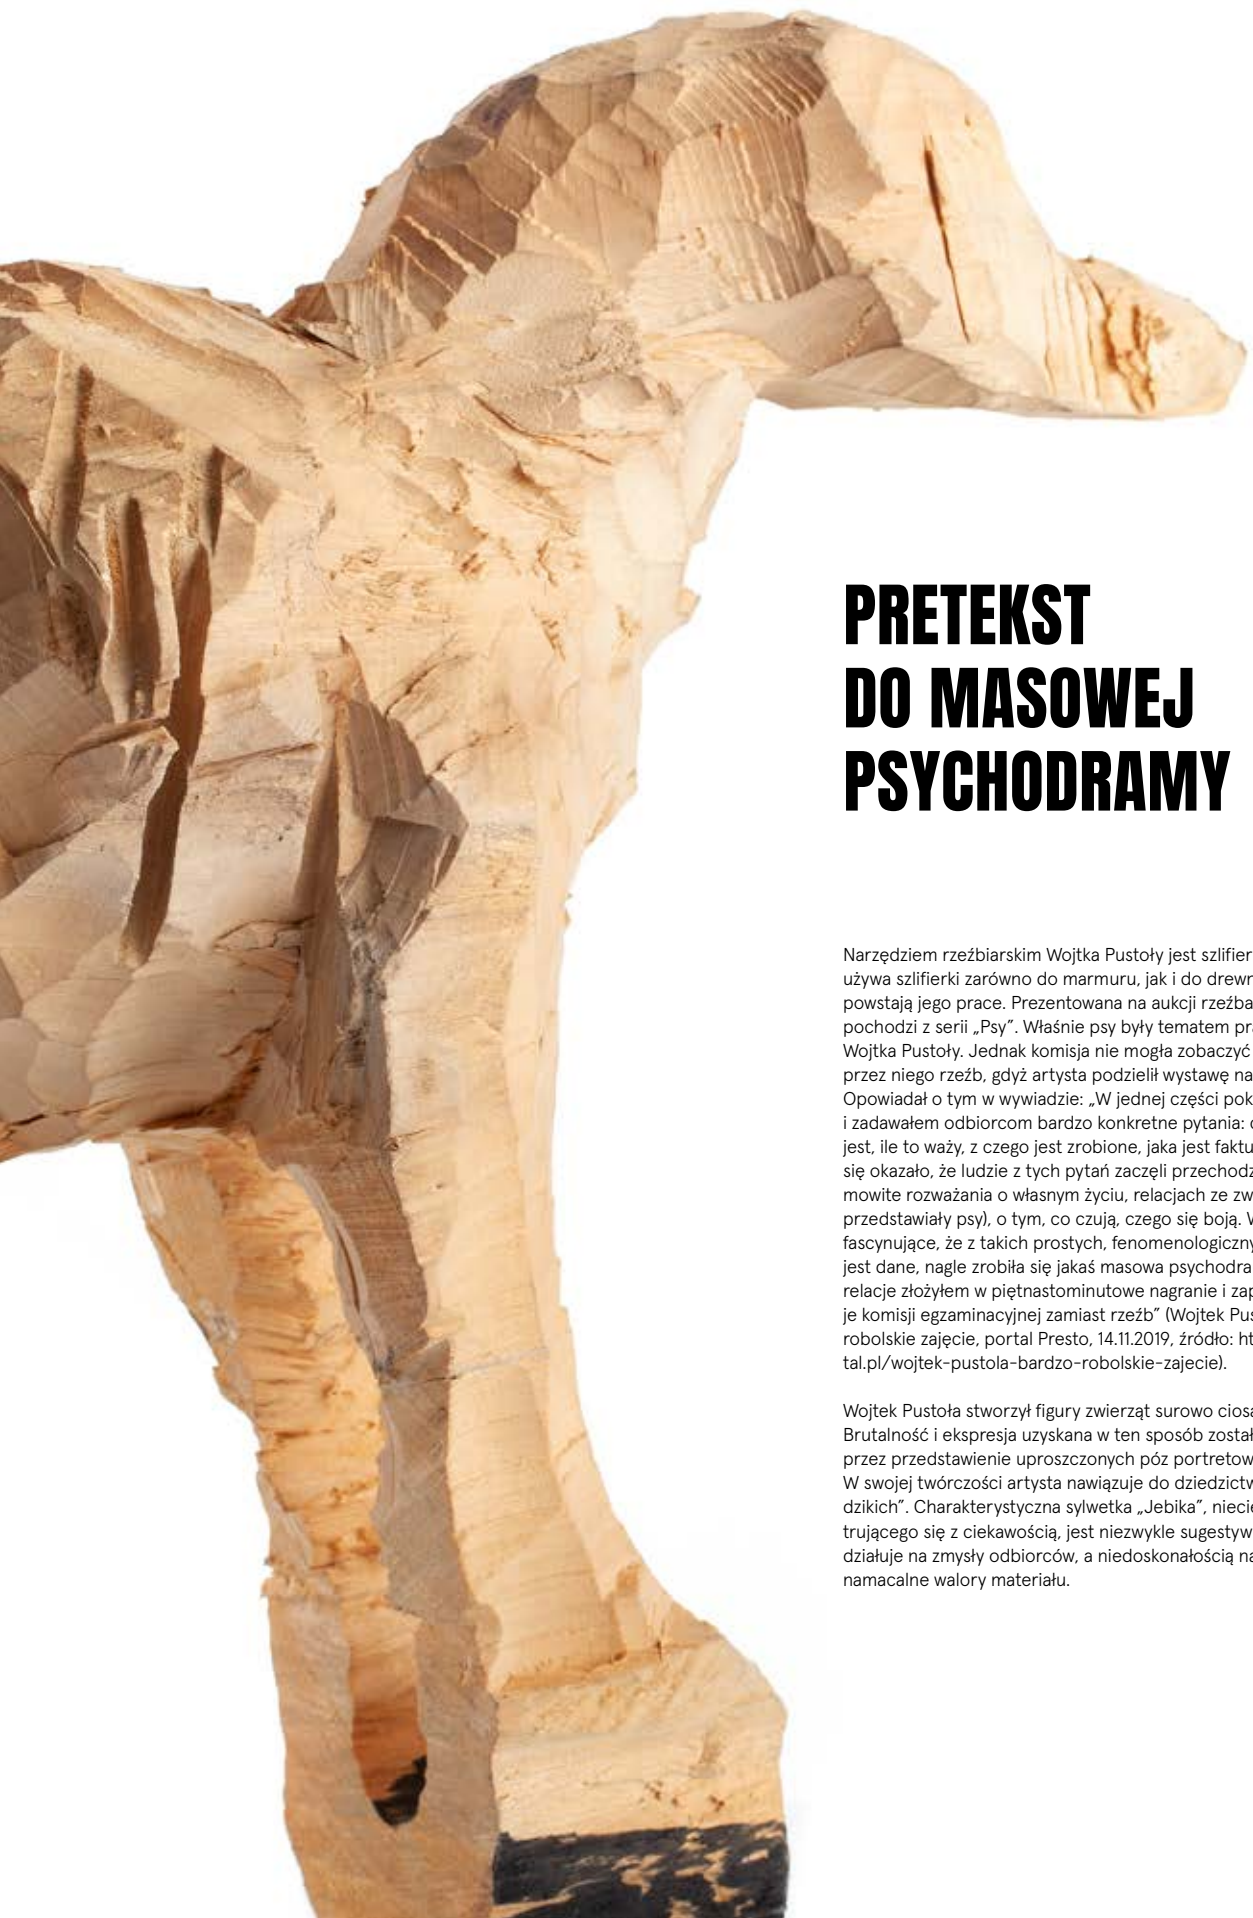 PRETEKST
DO MASOWEJ
PSYCHODRAMY
Narzędziem rzeźbiarskim Wojtka Pustoły jest szlifier
używa szlifierki zarówno do marmuru, jak i do drewn
powstają jego prace. Prezentowana na aukcji rzeźba
pochodzi z serii „Psy”. Właśnie psy były tematem pra
Wojtka Pustoły. Jednak komisja nie mogła zobaczyć
przez niego rzeźb, gdyż artysta podzielił wystawę na
Opowiadał o tym w wywiadzie: „W jednej części pok
i zadawałem odbiorcom bardzo konkretne pytania:
jest, ile to waży, z czego jest zrobione, jaka jest faktu
się okazało, że ludzie z tych pytań zaczęli przechodz
mowite rozważania o własnym życiu, relacjach ze zw
przedstawiały psy), o tym, co czują, czego się boją. W
fascynujące, że z takich prostych, fenomenologiczny
jest dane, nagle zrobiła się jakaś masowa psychodra
relacje złożyłem w piętnastominutowe nagranie i zap
je komisji egzaminacyjnej zamiast rzeźb” (Wojtek Pus
robolskie zajęcie, portal Presto, 14.11.2019, źródło: ht
tal.pl/wojtek-pustola-bardzo-robolskie-zajecie).
Wojtek Pustoła stworzył figury zwierząt surowo ciosa
Brutalność i ekspresja uzyskana w ten sposób został
przez przedstawienie uproszczonych póz portretow
W swojej twórczości artysta nawiązuje do dziedzictw
dzikich”. Charakterystyczna sylwetka „Jebika”, niecie
trującego się z ciekawością, jest niezwykle sugestyw
działuje na zmysły odbiorców, a niedoskonałością na
namacalne walory materiału.